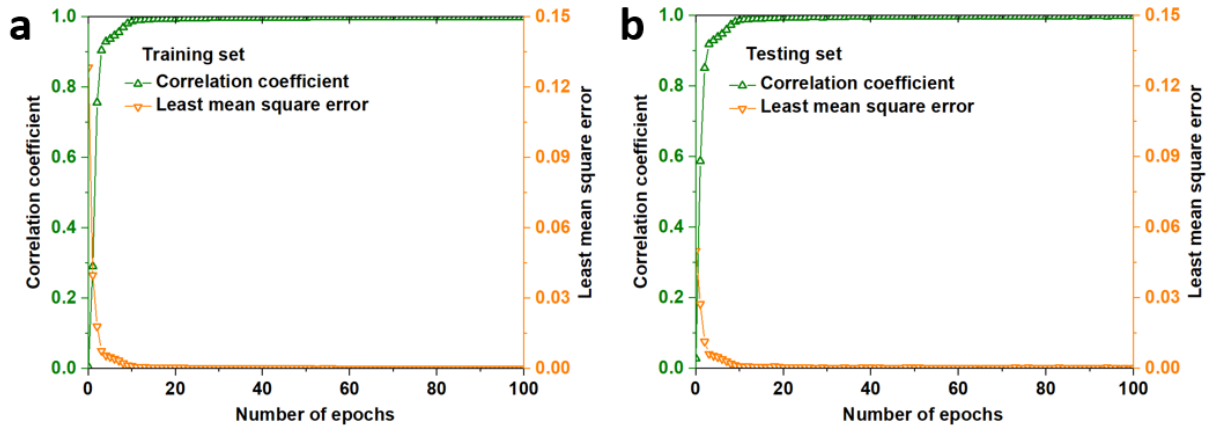 a
Training set
Correlation coefficient
Least mean square error
1.0
0.8
0.6
0.4
0.2
0.0
Correlation coefficient
0.15
0.12
0.09
0.06
0.03
0.00
Least mean square error
0 20 40 60 80 100
Number of epochs
b
Testing set
Correlation coefficient
Least mean square error
1.0
0.8
0.6
0.4
0.2
0.0
Correlation coefficient
0.15
0.12
0.09
0.06
0.03
0.00
Least mean square error
0 20 40 60 80 100
Number of epochs